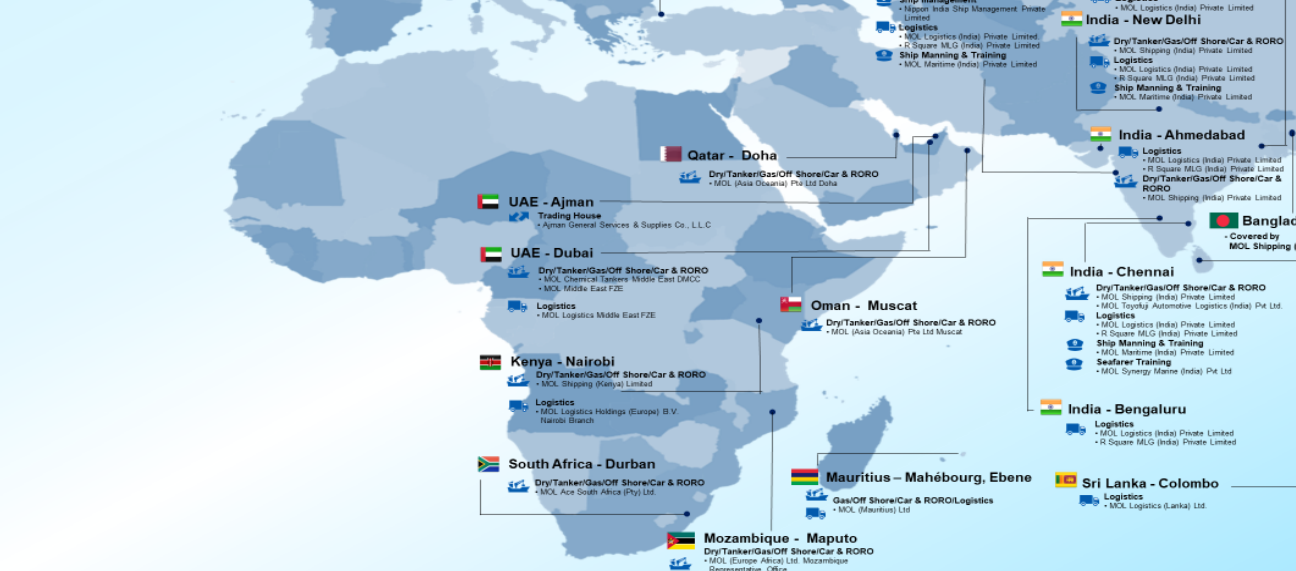 Ship Management
• Nippon India Ship Management Private
Limited
Logistics
• MOL Logistics (India) Private Limited
• R Square MLG (India) Private Limited
Ship Manning & Training
• MOL Maritime (India) Private Limited
Logistics
• MOL Logistics (India) Private Limited
India - New Delhi
Dry/Tanker/Gas/Off Shore/Car & RORO
• MOL Shipping (India) Private Limited
Logistics
• MOL Logistics (India) Private Limited
• R Square MLG (India) Private Limited
Ship Manning & Training
• MOL Maritime (India) Private Limited
India - Ahmedabad
Logistics
• MOL Logistics (India) Private Limited
• R Square MLG (India) Private Limited
Dry/Tanker/Gas/Off Shore/Car &
RORO
• MOL Shipping (India) Private Limited
Qatar - Doha
Dry/Tanker/Gas/Off Shore/Car & RORO
• MOL (Asia Oceania) Pte Ltd Doha
UAE - Ajman
Trading House
• Ajman General Services & Supplies Co., L.L.C
Banglad
- Covered by
MOL Shipping (
UAE - Dubai
Dry/Tanker/Gas/Off Shore/Car & RORO
• MOL Chemical Tankers Middle East DMCC
• MOL Middle East FZE
Logistics
• MOL Logistics Middle East FZE
India - Chennai
Dry/Tanker/Gas/Off Shore/Car & RORO
• MOL Shipping (India) Private Limited
• MOL Toyofuji Automotive Logistics (India) Pvt Ltd.
Logistics
• MOL Logistics (India) Private Limited
• R Square MLG (India) Private Limited
Ship Manning & Training
• MOL Maritime (India) Private Limited
Seafarer Training
• MOL Synergy Marine (India) Pvt Ltd
Oman - Muscat
Dry/Tanker/Gas/Off Shore/Car & RORO
• MOL (Asia Oceania) Pte Ltd Muscat
Kenya - Nairobi
Dry/Tanker/Gas/Off Shore/Car & RORO
• MOL Shipping (Kenya) Limited
Logistics
• MOL Logistics Holdings (Europe) B.V.
Nairobi Branch
India - Bengaluru
Logistics
• MOL Logistics (India) Private Limited
• R Square MLG (India) Private Limited
South Africa - Durban
Dry/Tanker/Gas/Off Shore/Car & RORO
• MOL Ace South Africa (Pty) Ltd.
Mauritius – Mahébourg, Ebene
Gas/Off Shore/Car & RORO/Logistics
• MOL (Mauritius) Ltd
Sri Lanka - Colombo
Logistics
• MOL Logistics (Lanka) Ltd.
Mozambique - Maputo
Dry/Tanker/Gas/Off Shore/Car & RORO
• MOL (Europe Africa) Ltd. Mozambique
Representative Office